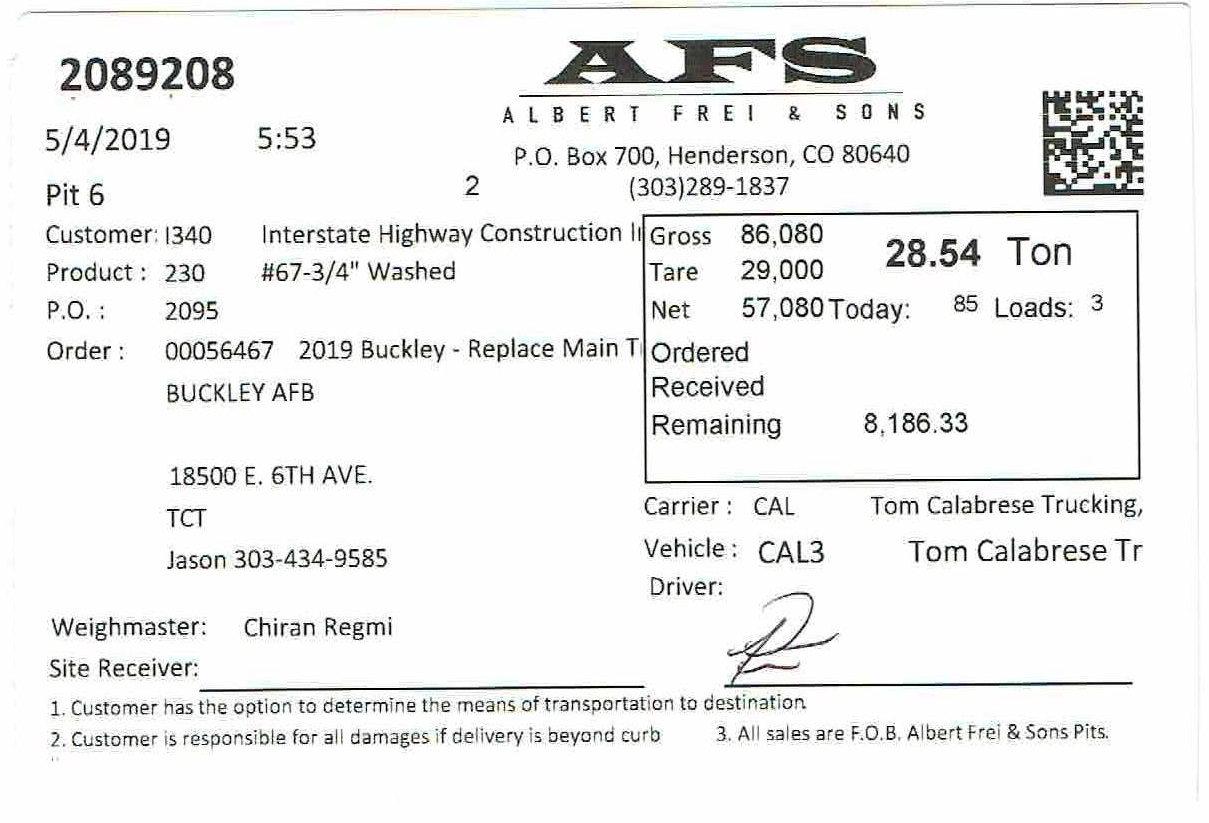 2089208
AFS
ALBERT FREI & SONS
5/4/2019 5:53
P.O. Box 700, Henderson, CO 80640
Pit 6 2 (303)289-1837
Customer: I340 Interstate Highway Construction I
Product : 230 #67-3/4" Washed
P.O. : 2095
Order : 00056467 2019 Buckley - Replace Main T
BUCKLEY AFB
18500 E. 6TH AVE.
TCT
Jason 303-434-9585
Gross 86,080 28.54 Ton
Tare 29,000
Net 57,080 Today: 85 Loads: 3
Ordered
Received
Remaining 8,186.33
Carrier : CAL Tom Calabrese Trucking,
Vehicle : CAL3 Tom Calabrese Tr
Driver:
Weighmaster: Chiran Regmi
Site Receiver:
1. Customer has the option to determine the means of transportation to destination
2. Customer is responsible for all damages if delivery is beyond curb 3. All sales are F.O.B. Albert Frei & Sons Pits.